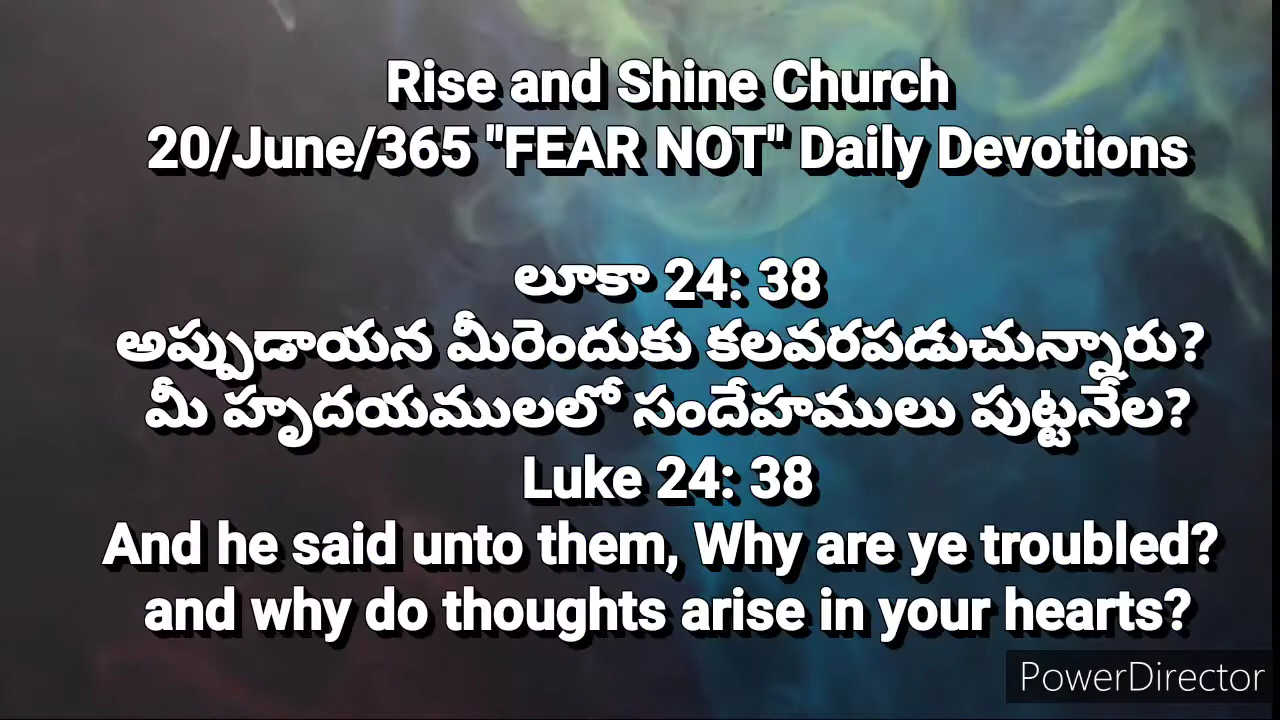 Rise and Shine Church
20/June/365 "FEAR NOT" Daily Devotions
లూకా 24: 38
అప్పుడాయన మీరెందుకు కలవరపడుచున్నారు?
మీ హృదయములలో సందేహములు పుట్టనేల?
Luke 24: 38
And he said unto them, Why are ye troubled?
and why do thoughts arise in your hearts?
PowerDirector